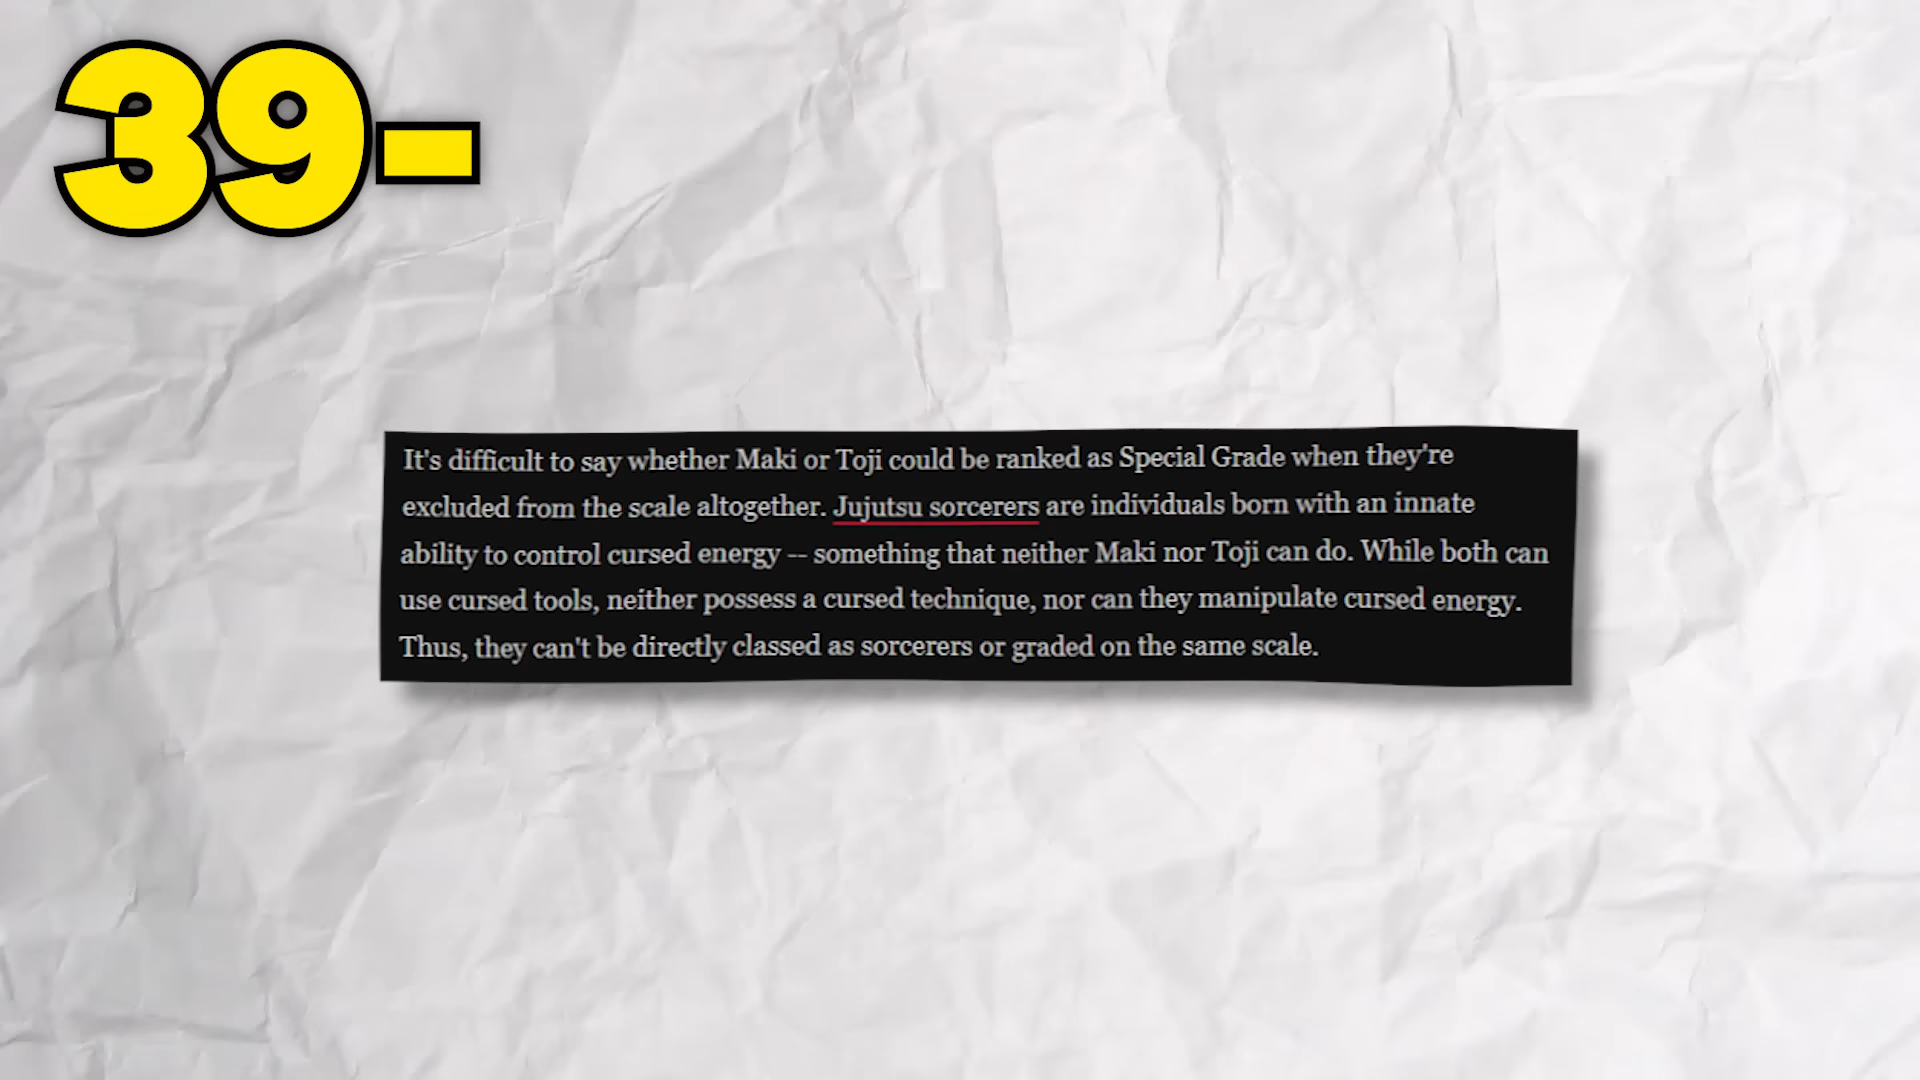 39-
It's difficult to say whether Maki or Toji could be ranked as Special Grade when they're
excluded from the scale altogether. Jujutsu sorcerers are individuals born with an innate
ability to control cursed energy -- something that neither Maki nor Toji can do. While both can
use cursed tools, neither possess a cursed technique, nor can they manipulate cursed energy.
Thus, they can't be directly classed as sorcerers or graded on the same scale.